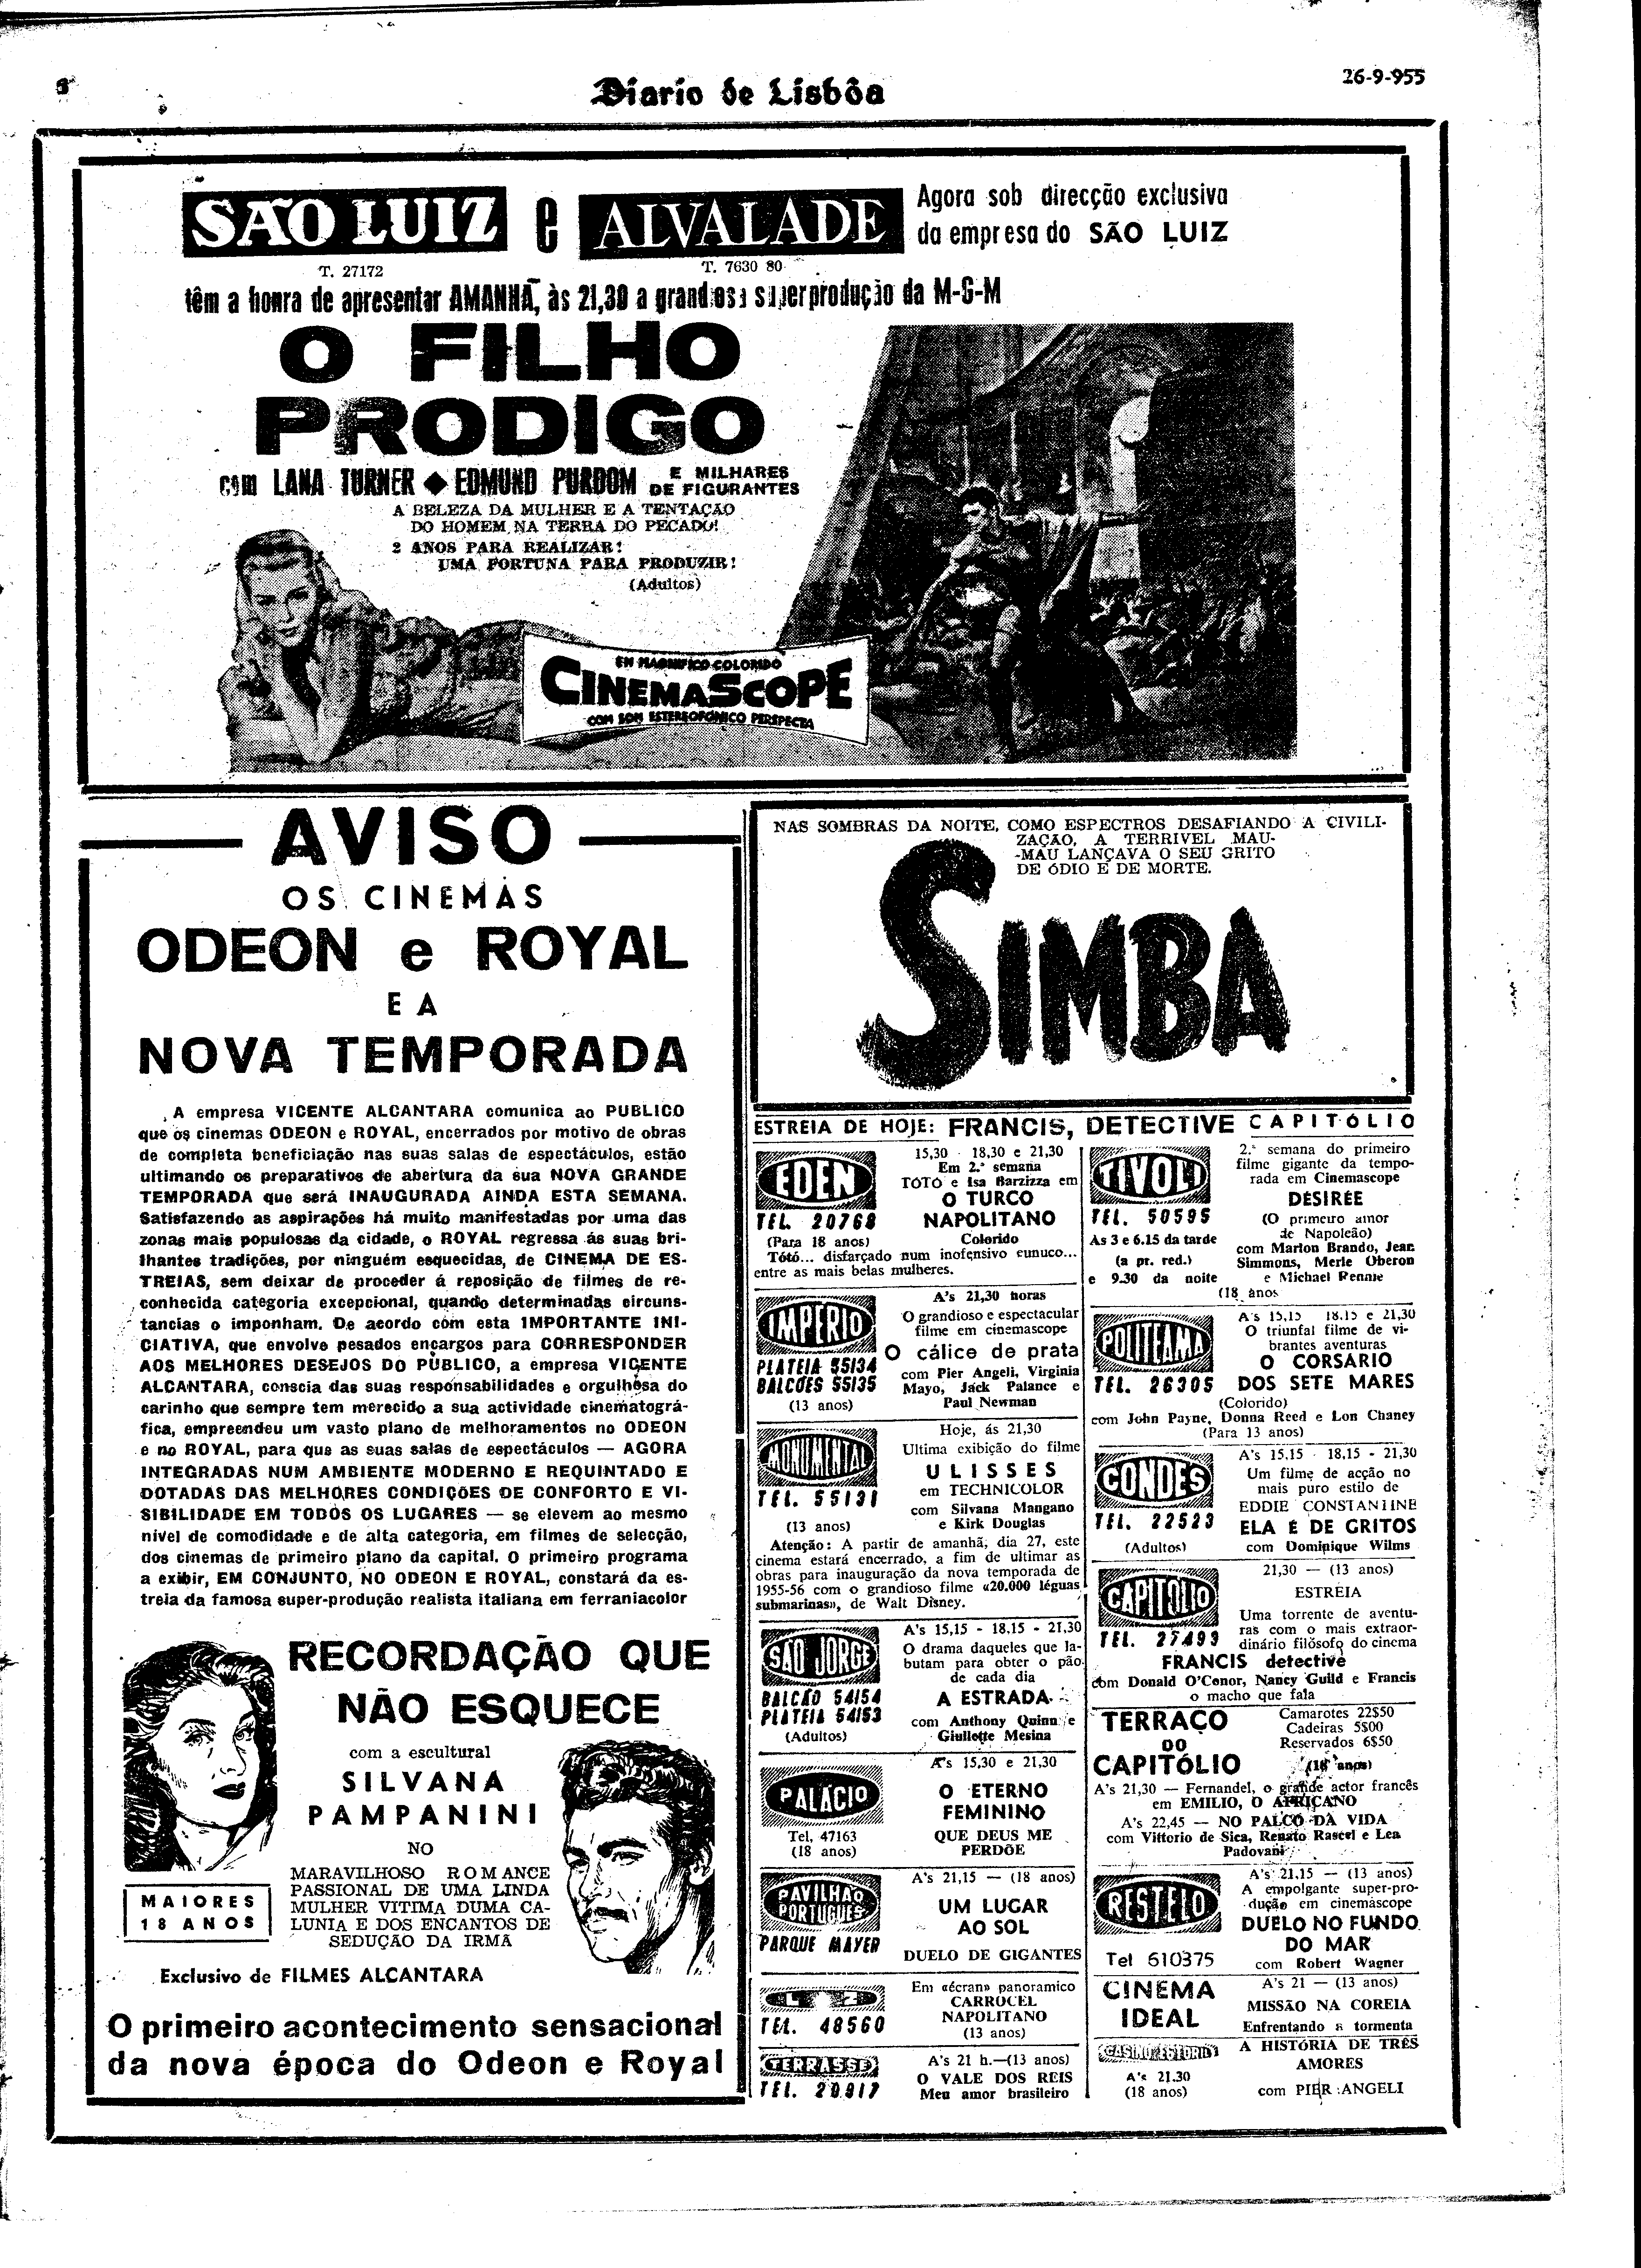 Diario de Lisbôa
26-9-955
SÃO LUIZ e ALVALADE
T. 27172
T. 7630 80
Agora sob direcção exclusiva
da empresa do SÃO LUIZ
têm a honra de apresentar AMANHÃ, às 21,30 a grandiosa superprodução da M-G-M
O FILHO
PRODIGO
com LANA TURNER ◆ EDMUND PURDOM E MILHARES
DE FIGURANTES
A BELEZA DA MULHER E A TENTAÇÃO
DO HOMEM NA TERRA DO PECADO!
2 ANOS PARA REALIZAR!
UMA FORTUNA PARA PRODUZIR!
(Adultos)
EM MAGNIFICO COLORIDO
CINEMASCOPE
COM SOM ESTEREOFONICO PERSPECTA
AVISO
OS CINEMAS
ODEON e ROYAL
E A
NOVA TEMPORADA
A empresa VICENTE ALCANTARA comunica ao PUBLICO
que os cinemas ODEON e ROYAL, encerrados por motivo de obras
de completa beneficiação nas suas salas de espectáculos, estão
ultimando os preparativos de abertura da sua NOVA GRANDE
TEMPORADA que será INAUGURADA AINDA ESTA SEMANA.
Satisfazendo as aspirações há muito manifestadas por uma das
zonas mais populosas da cidade, o ROYAL regressa ás suas bri-
lhantes tradições, por ninguém esquecidas, de CINEMA DE ES-
TREIAS, sem deixar de proceder á reposição de filmes de re-
conhecida categoria excepcional, quando determinadas circuns-
tancias o imponham. De acordo com esta IMPORTANTE INI-
CIATIVA, que envolve pesados encargos para CORRESPONDER
AOS MELHORES DESEJOS DO PÚBLICO, a empresa VICENTE
ALCANTARA, conscia das suas responsabilidades e orgulhosa do
carinho que sempre tem merecido a sua actividade cinematográ-
fica, empreendeu um vasto plano de melhoramentos no ODEON
e no ROYAL, para que as suas salas de espectáculos — AGORA
INTEGRADAS NUM AMBIENTE MODERNO E REQUINTADO E
DOTADAS DAS MELHORES CONDIÇÕES DE CONFORTO E VI-
SIBILIDADE EM TODOS OS LUGARES — se elevem ao mesmo
nivel de comodidade e de alta categoria, em filmes de selecção,
dos cinemas de primeiro plano da capital. O primeiro programa
a exibir, EM CONJUNTO, NO ODEON E ROYAL, constará da es-
treia da famosa super-produção realista italiana em ferraniacolor
RECORDAÇÃO QUE
NÃO ESQUECE
com a escultural
SILVANA
PAMPANINI
NO
MARAVILHOSO ROMANCE
PASSIONAL DE UMA LINDA
MULHER VITIMA DUMA CA-
LUNIA E DOS ENCANTOS DE
SEDUÇÃO DA IRMÃ
MAIORES
18 ANOS
Exclusivo de FILMES ALCANTARA
O primeiro acontecimento sensacional
da nova época do Odeon e Royal
NAS SOMBRAS DA NOITE, COMO ESPECTROS DESAFIANDO A CIVILI-
ZAÇÃO, A TERRIVEL MAU-
-MAU LANÇAVA O SEU GRITO
DE ÓDIO E DE MORTE.
SIMBA
ESTREIA DE HOJE: FRANCIS, DETECTIVE CAPITÓLIO
EDEN
TEL. 20768
(Para 18 anos)
15,30 - 18,30 e 21,30
Em 2.ª semana
TOTO e Isa Barzizza em
O TURCO
NAPOLITANO
Colorido
Tótó... disfarçado num inofensivo eunuco...
entre as mais belas mulheres.
IMPERIO
PLATEIA 55134
BALCÕES 55135
(13 anos)
A's 21,30 horas
O grandioso e espectacular
filme em cinemascope
O cálice de prata
com Pier Angeli, Virginia
Mayo, Jack Palance e
Paul Newman
MONUMENTAL
TEL. 55131
(13 anos)
Hoje, ás 21,30
Ultima exibição do filme
ULISSES
em TECHNICOLOR
com Silvana Mangano
e Kirk Douglas
Atenção: A partir de amanhã, dia 27, este
cinema estará encerrado, a fim de ultimar as
obras para inauguração da nova temporada de
1955-56 com o grandioso filme «20.000 léguas
submarinas», de Walt Disney.
SÃO JORGE
BALCÃO 54154
PLATEIA 54153
(Adultos)
A's 15,15 - 18,15 - 21,30
O drama daqueles que la-
butam para obter o pão
de cada dia
A ESTRADA
com Anthony Quinn e
Giullette Mesina
PALACIO
Tel, 47163
(18 anos)
A's 15,30 e 21,30
O ETERNO
FEMININO
QUE DEUS ME
PERDÕE
PAVILHÃO
PORTUGUÊS
PARQUE MAYER
A's 21,15 — (18 anos)
UM LUGAR
AO SOL
DUELO DE GIGANTES
TEL. 48560
Em «écran» panoramico
CARROCEL
NAPOLITANO
(13 anos)
TERRASSE
TEL. 20917
A's 21 h.—(13 anos)
O VALE DOS REIS
Meu amor brasileiro
TIVOLI
TEL. 50595
As 3 e 6.15 da tarde
(a pr. red.)
e 9.30 da noite
2.ª semana do primeiro
filme gigante da tempo-
rada em Cinemascope
DÉSIRÉE
(O primeiro amor
de Napoleão)
com Marlon Brando, Jean
Simmons, Merle Oberon
e Michael Rennie
(18 anos
POLITEAMA
TEL. 26305
A's 15,15 18,15 e 21,30
O triunfal filme de vi-
brantes aventuras
O CORSÁRIO
DOS SETE MARES
(Colorido)
com John Payne, Donna Reed e Lon Chaney
(Para 13 anos)
CONDES
TEL. 22523
(Adultos)
A's 15,15 - 18,15 - 21,30
Um filme de acção no
mais puro estilo de
EDDIE CONSTANTINE
ELA É DE GRITOS
com Dominique Wilms
CAPITOLIO
TEL. 27499
21,30 — (13 anos)
ESTREIA
Uma torrente de aventu-
ras com o mais extraor-
dinário filósofo do cinema
FRANCIS detective
com Donald O'Conor, Nancy Guild e Francis
o macho que fala
TERRAÇO
DO
CAPITÓLIO
Camarotes 22$50
Cadeiras 5$00
Reservados 6$50
(18 anos)
A's 21,30 — Fernandel, o grande actor francês
em EMILIO, O AFRICANO
A's 22,45 — NO PALCO DA VIDA
com Vittorio de Sica, Renato Rascel e Lea
Padovani
RESTELO
Tel 610375
A's 21,15 — (13 anos)
A empolgante super-pro-
dução em cinemáscope
DUELO NO FUNDO
DO MAR
com Robert Wagner
CINEMA
IDEAL
A's 21 — (13 anos)
MISSÃO NA COREIA
Enfrentando a tormenta
CASINO ESTORIL
A's 21.30
(18 anos)
A HISTÓRIA DE TRÊS
AMORES
com PIER ANGELI